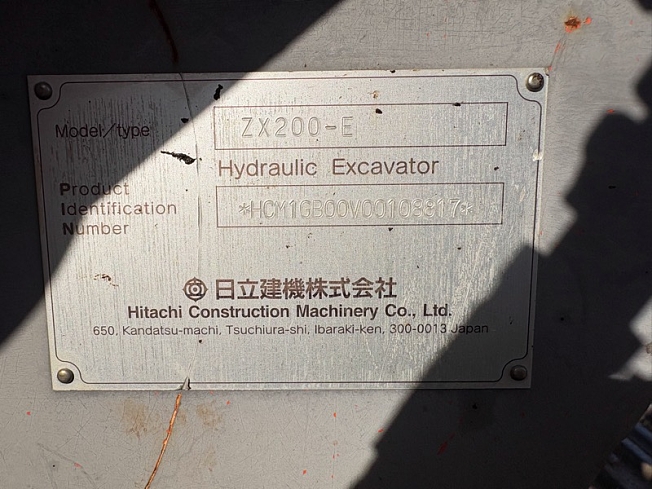 Model/type ZX200-E
Hydraulic Excavator
Product
Identification
Number
日立建機株式会社
Hitachi Construction Machinery Co., Ltd.
650, Kandatsu-machi, Tsuchiura-shi, Ibaraki-ken, 300-0013 Japan